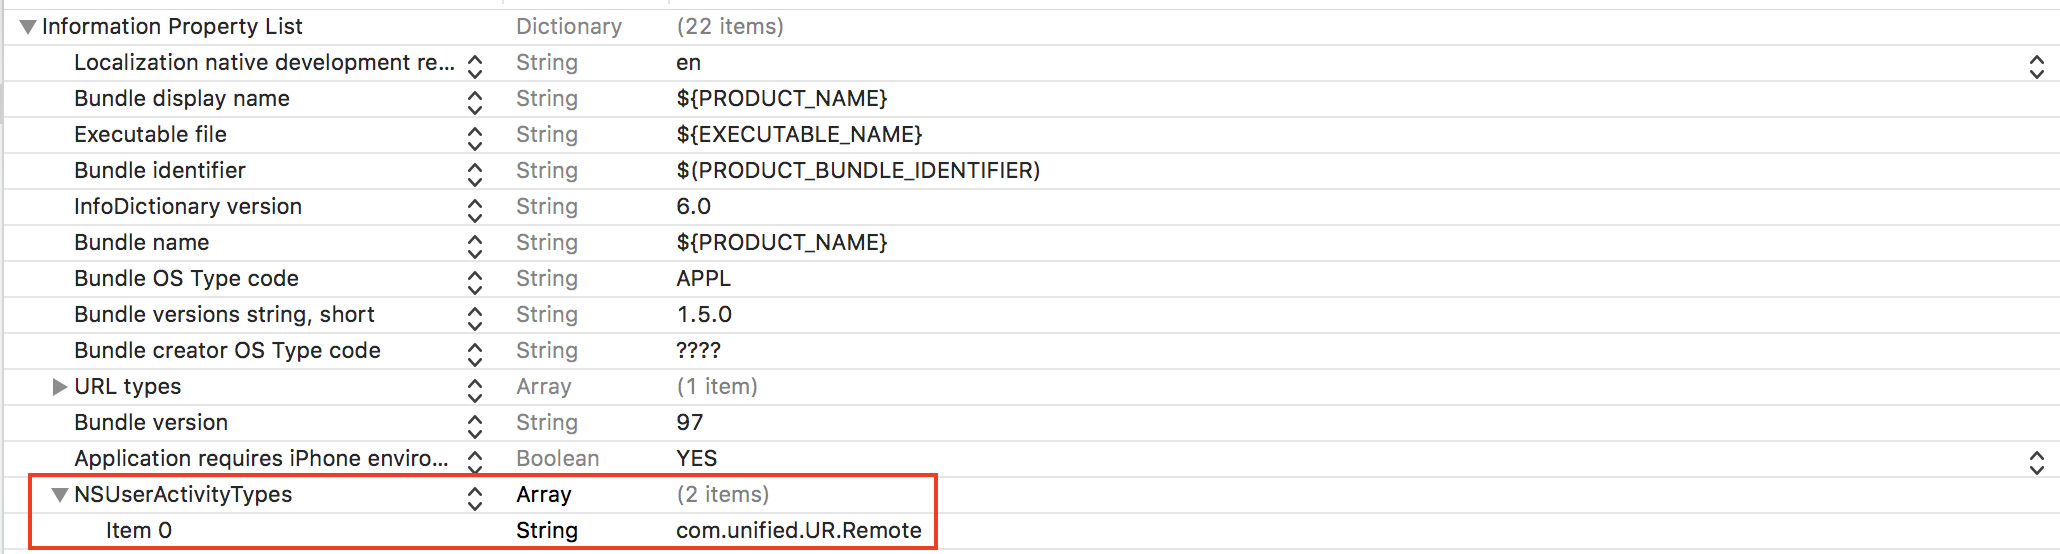 Information Property List Dictionary (22 items)
Localization native development re... String en
Bundle display name String ${PRODUCT_NAME}
Executable file String ${EXECUTABLE_NAME}
Bundle identifier String $(PRODUCT_BUNDLE_IDENTIFIER)
InfoDictionary version String 6.0
Bundle name String ${PRODUCT_NAME}
Bundle OS Type code String APPL
Bundle versions string, short String 1.5.0
Bundle creator OS Type code String ????
URL types Array (1 item)
Bundle version String 97
Application requires iPhone enviro... Boolean YES
NSUserActivityTypes Array (2 items)
Item 0 String com.unified.UR.Remote